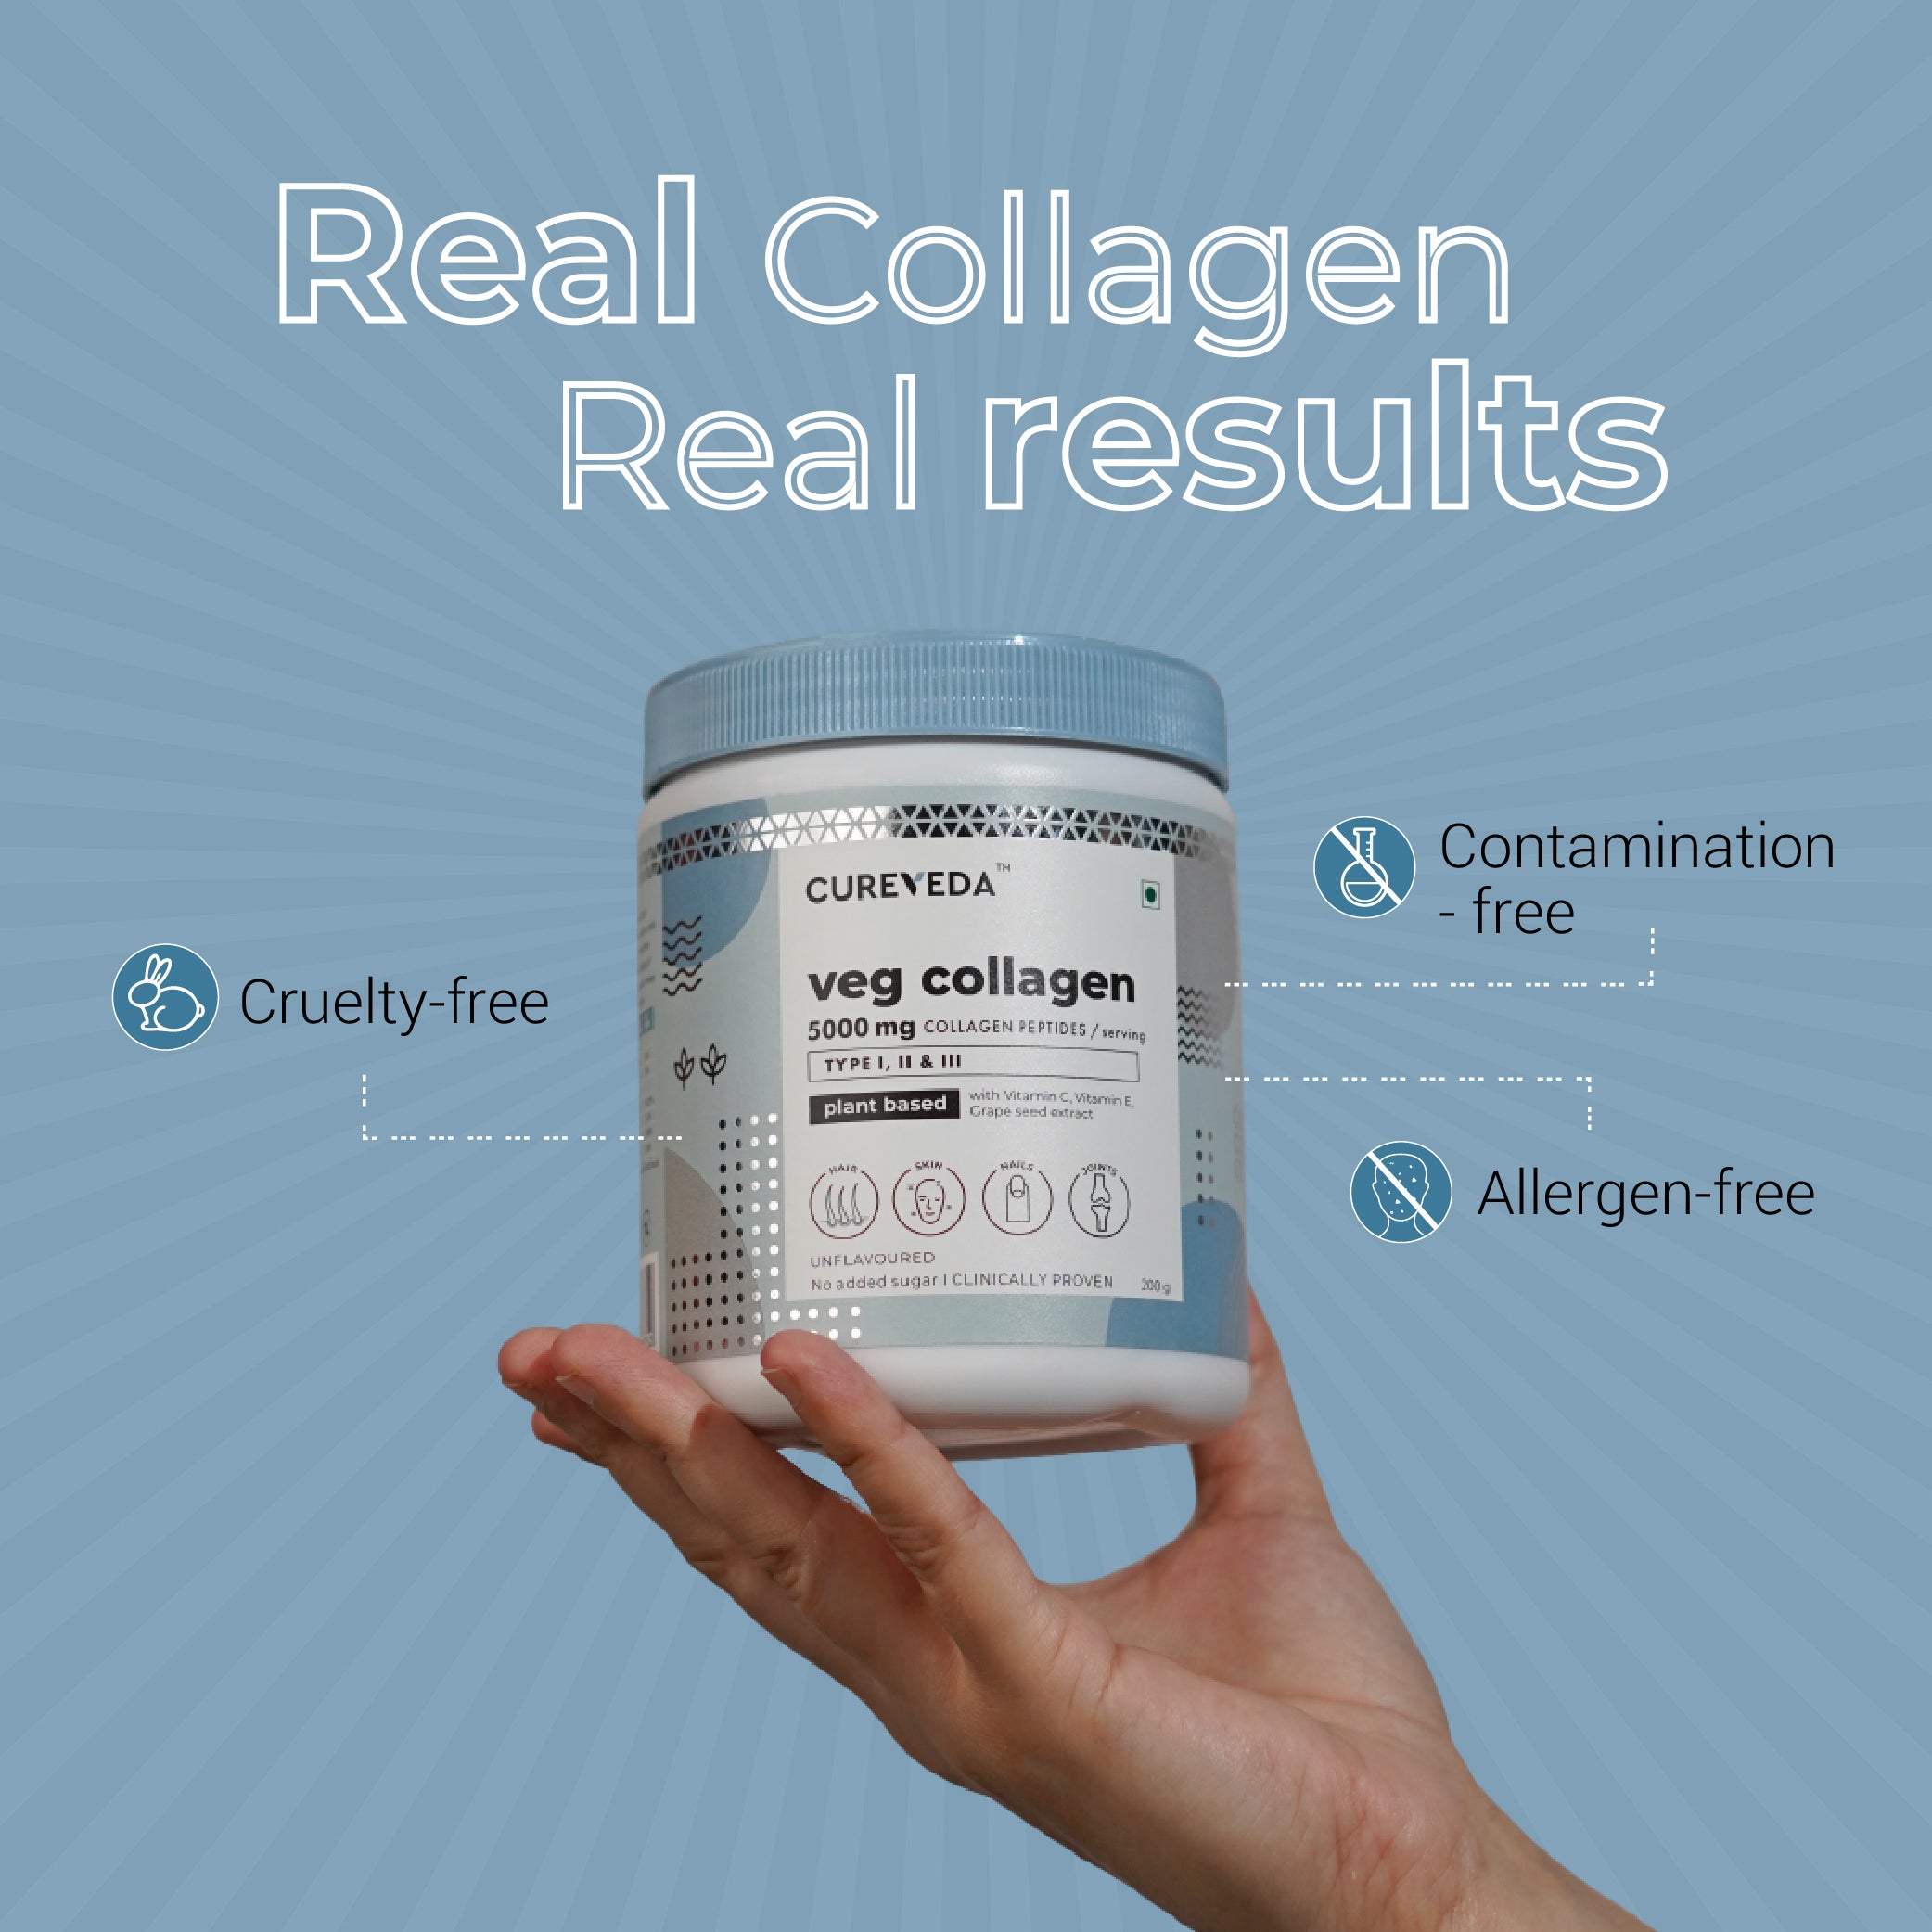 Real Collagen
Real results
Contamination
- free
Cruelty-free
Allergen-free
CUREVEDA™
veg collagen
5000 mg COLLAGEN PEPTIDES / serving
TYPE I, II & III
plant based
with Vitamin C, Vitamin E,
Grape seed extract
HAIR SKIN NAILS JOINTS
UNFLAVOURED
No added sugar I CLINICALLY PROVEN 200 g